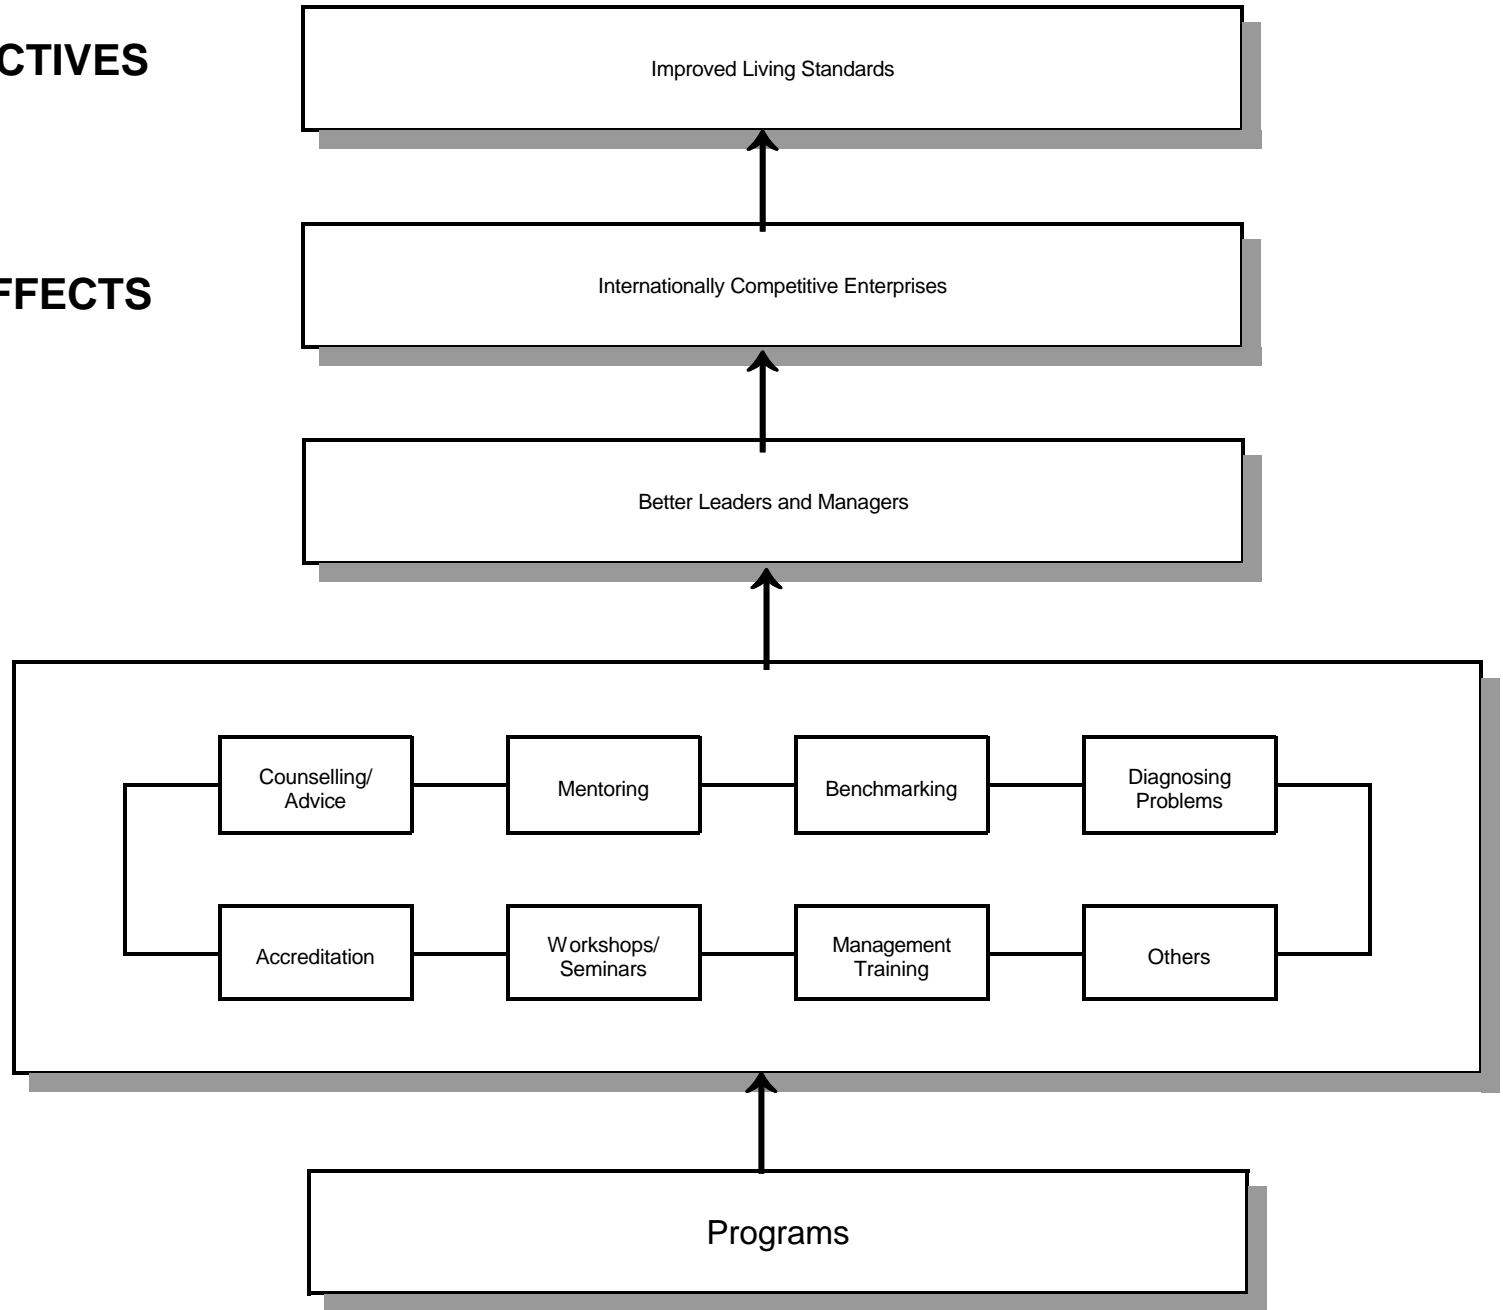 CTIVES
Improved Living Standards
FFECTS
Internationally Competitive Enterprises
Better Leaders and Managers
Counselling/
Advice
Mentoring
Benchmarking
Diagnosing
Problems
Accreditation
Workshops/
Seminars
Management
Training
Others
Programs